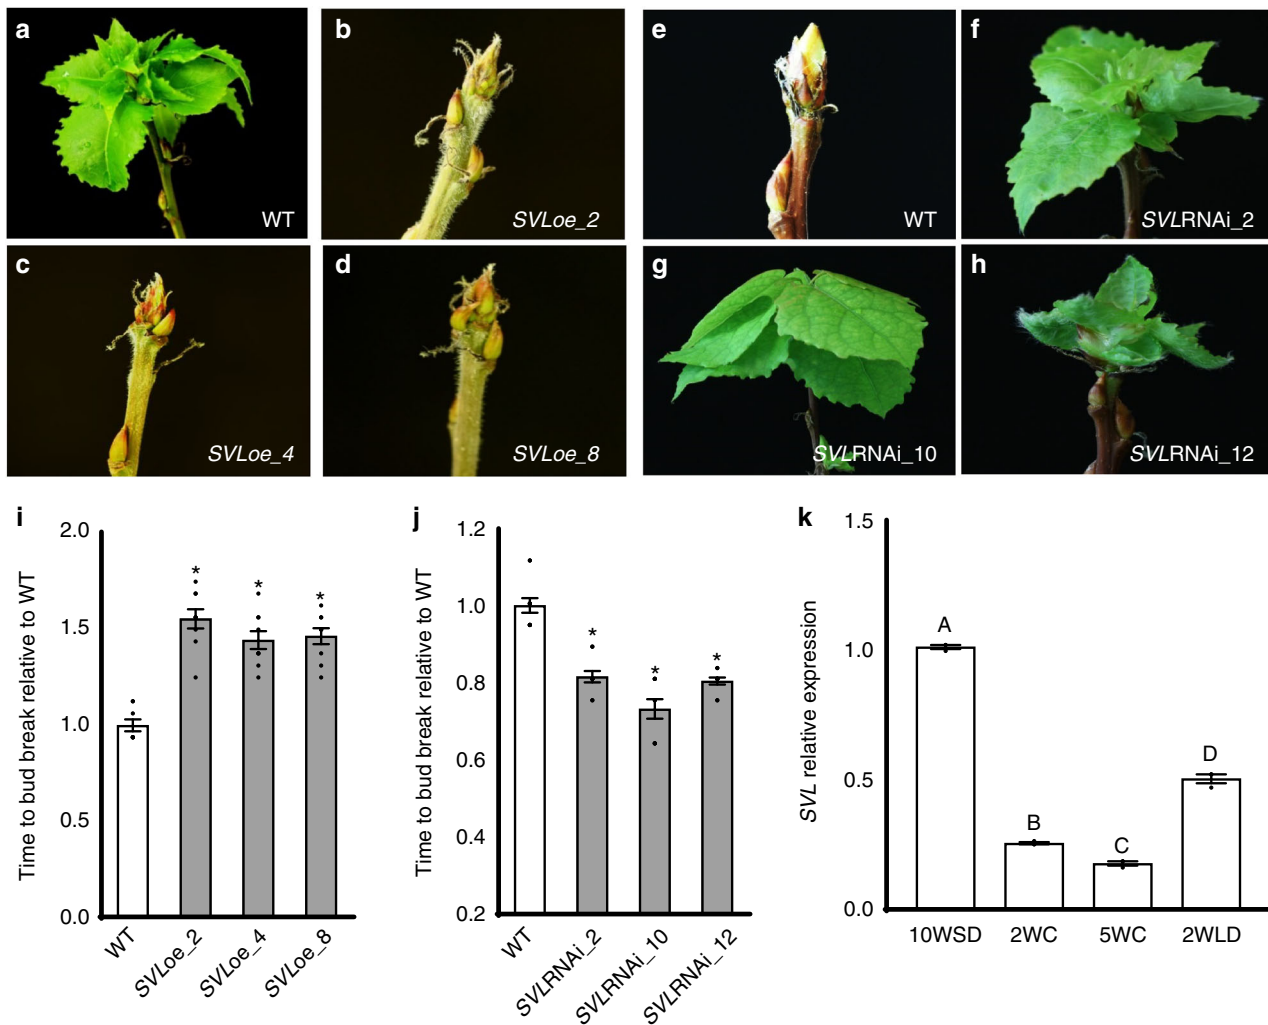 a
WT
b
SVLoe_2
e
WT
f
SVLRNAi_2
c
SVLoe_4
d
SVLoe_8
g
SVLRNAi_10
h
SVLRNAi_12
i
Time to bud break relative to WT
2.0
1.5
1.0
0.5
0.0
*
*
*
WT
SVLoe_2
SVLoe_4
SVLoe_8
j
Time to bud break relative to WT
1.2
1.0
0.8
0.6
0.4
0.2
*
*
*
WT
SVLRNAi_2
SVLRNAi_10
SVLRNAi_12
k
SVL relative expression
1.5
1.0
0.5
0.0
A
B
C
D
10WSD
2WC
5WC
2WLD